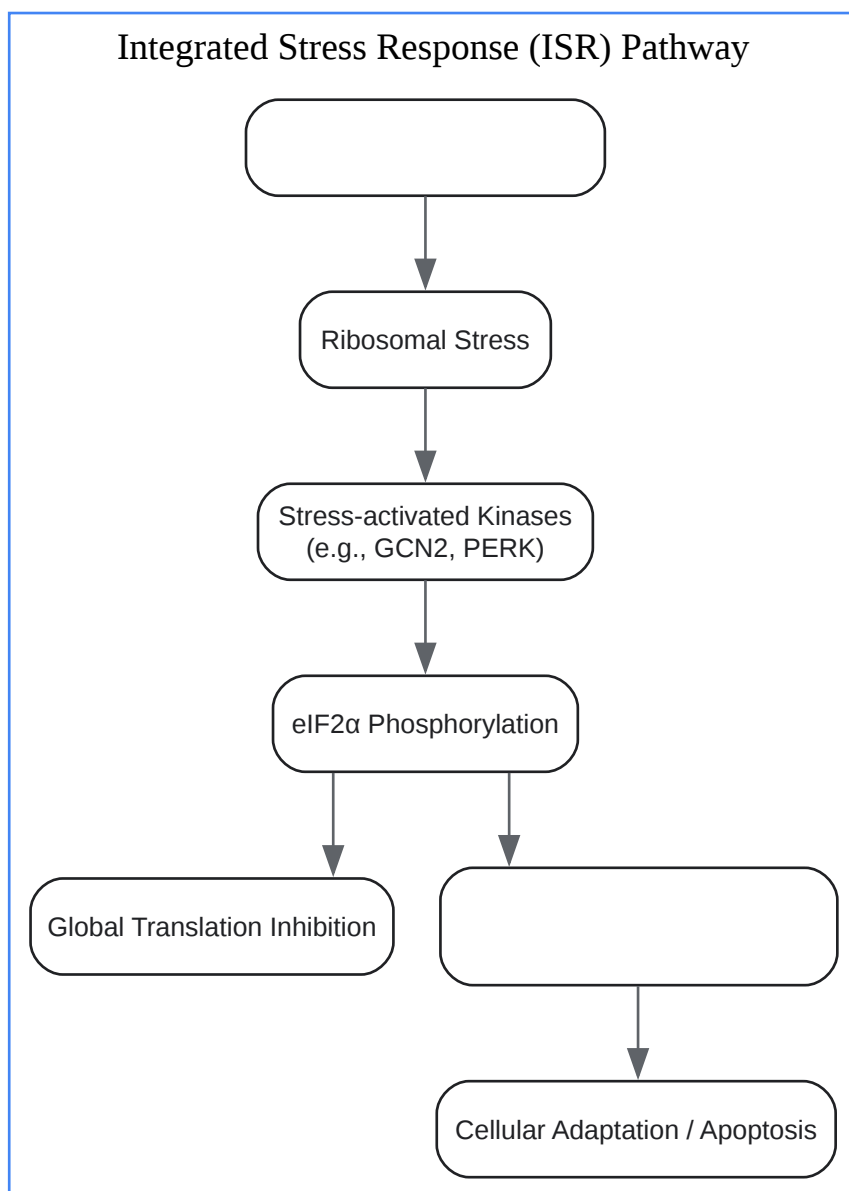 Integrated Stress Response (ISR) Pathway
Ribosomal Stress
Stress-activated Kinases
(e.g., GCN2, PERK)
eIF2α Phosphorylation
Global Translation Inhibition
Cellular Adaptation / Apoptosis